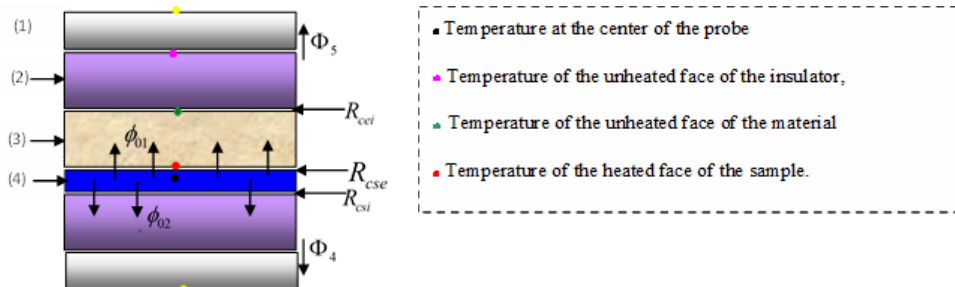 (1)
Φ5
(2)
Rcei
(3)
ϕ01
Rcse
(4)
Rcsi
ϕ02
Φ4
Temperature at the center of the probe
Temperature of the unheated face of the insulator,
Temperature of the unheated face of the material
Temperature of the heated face of the sample.